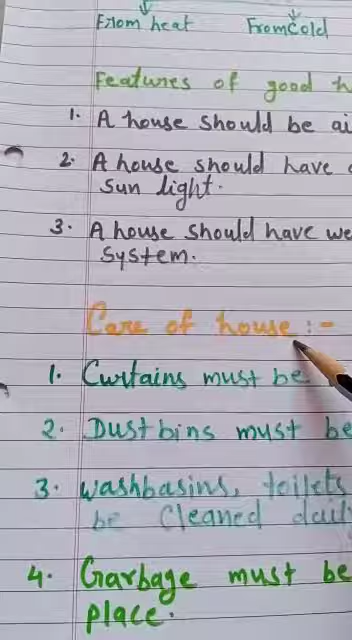 From heat From cold
Features of good
1. A house should be
2. A house should have
sun light.
3. A house should have
system.
Care of house :-
1. Curtains must be
2. Dustbins must be
3. washbasins, toilets
be cleaned
4. Garbage must be
place.